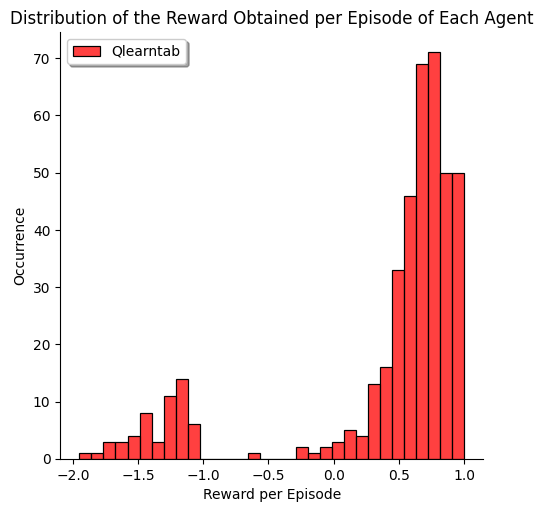 Distribution of the Reward Obtained per Episode of Each Agent
Qlearntab
70
60
50
40
30
20
10
0
Occurrence
−2.0 −1.5 −1.0 −0.5 0.0 0.5 1.0
Reward per Episode